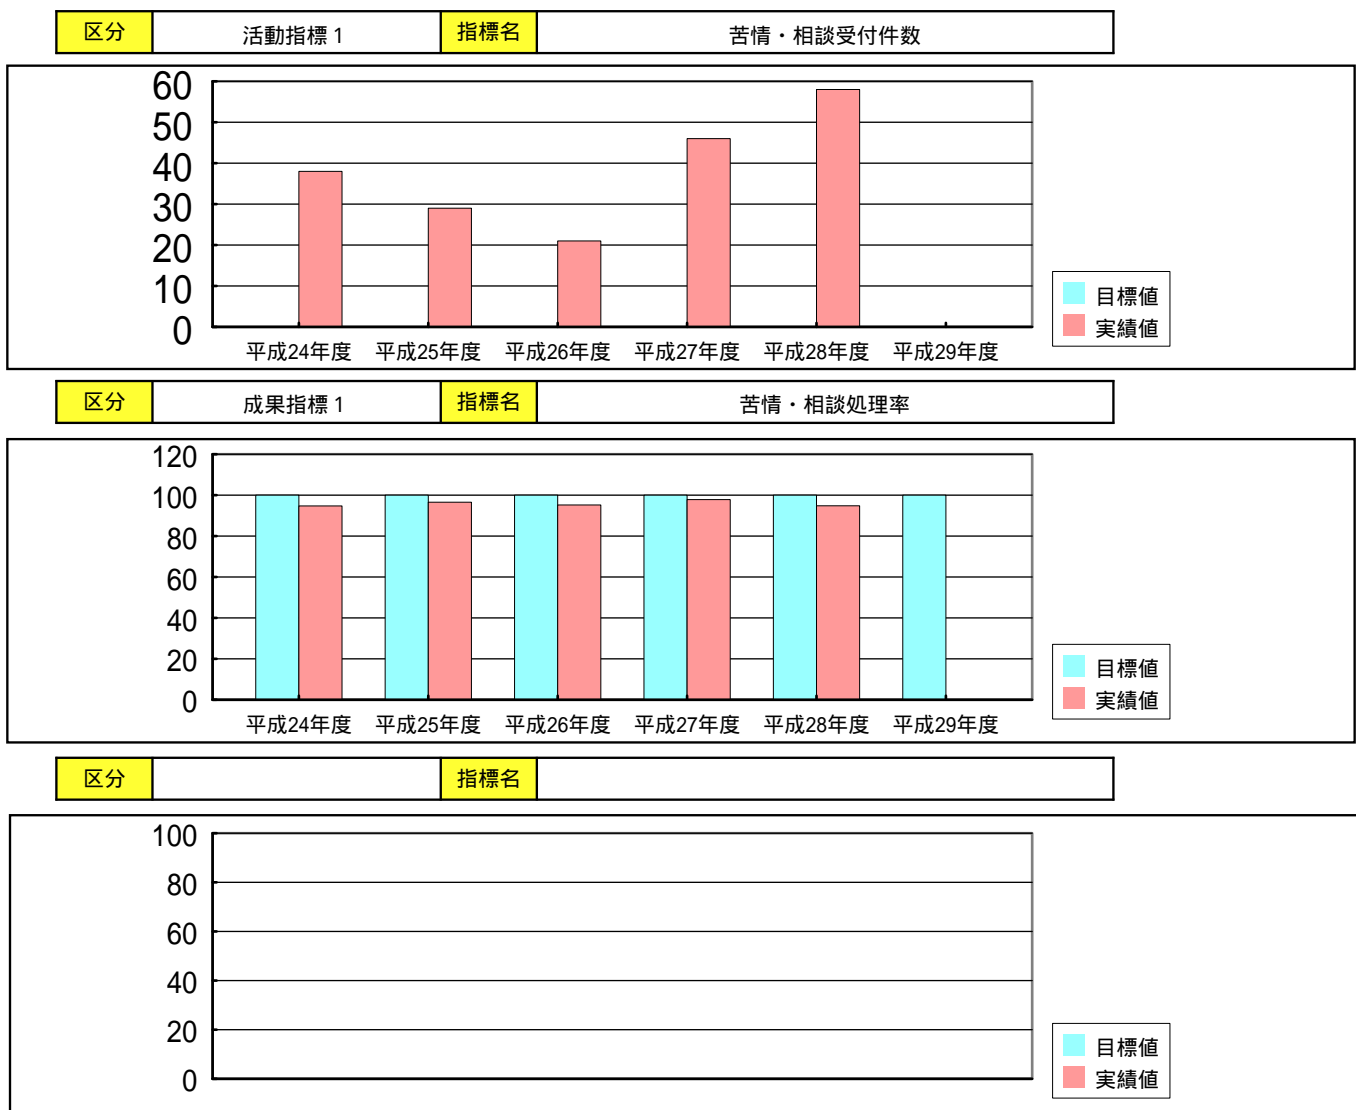 区分 活動指標1 指標名 苦情・相談受付件数
60
50
40
30
20
10
0
平成24年度 平成25年度 平成26年度 平成27年度 平成28年度 平成29年度
目標値
実績値
区分 成果指標1 指標名 苦情・相談処理率
120
100
80
60
40
20
0
平成24年度 平成25年度 平成26年度 平成27年度 平成28年度 平成29年度
目標値
実績値
区分 指標名
100
80
60
40
20
0
目標値
実績値